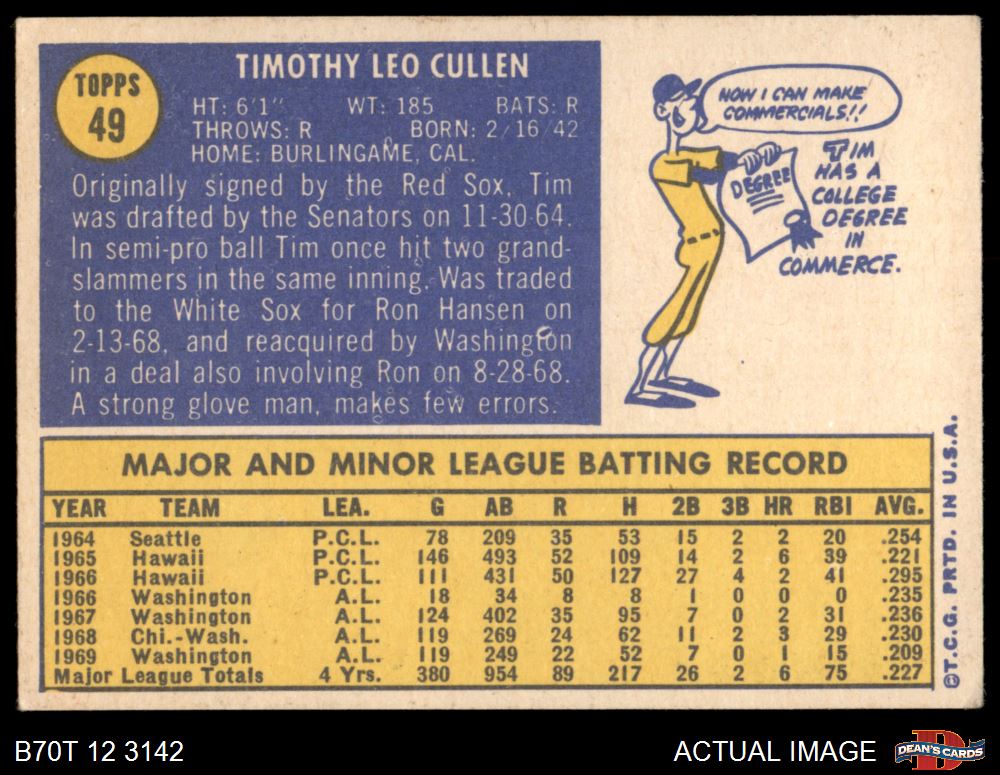 TOPPS
49
TIMOTHY LEO CULLEN
HT: 6'1" WT: 185 BATS: R
THROWS: R BORN: 2/16/42
HOME: BURLINGAME, CAL.
Originally signed by the Red Sox, Tim
was drafted by the Senators on 11-30-64.
In semi-pro ball Tim once hit two grand-
slammers in the same inning. Was traded
to the White Sox for Ron Hansen on
2-13-68, and reacquired by Washington
in a deal also involving Ron on 8-28-68.
A strong glove man, makes few errors.
NOW I CAN MAKE
COMMERCIALS!!
DEGREE
TIM
HAS A
COLLEGE
DEGREE
IN
COMMERCE.
MAJOR AND MINOR LEAGUE BATTING RECORD
YEAR TEAM LEA. G AB R H 2B 3B HR RBI AVG.
1964 Seattle P.C.L. 78 209 35 53 15 2 2 20 .254
1965 Hawaii P.C.L. 146 493 52 109 14 2 6 39 .221
1966 Hawaii P.C.L. 111 431 50 127 27 4 2 41 .295
1966 Washington A.L. 18 34 8 8 1 0 0 0 .235
1967 Washington A.L. 124 402 35 95 7 0 2 31 .236
1968 Chi.-Wash. A.L. 119 269 24 62 11 2 3 29 .230
1969 Washington A.L. 119 249 22 52 7 0 1 15 .209
Major League Totals 4 Yrs. 380 954 89 217 26 2 6 75 .227
©T.C.G. PRTD. IN U.S.A.
B70T 12 3142
ACTUAL IMAGE
D
DEAN'S CARDS